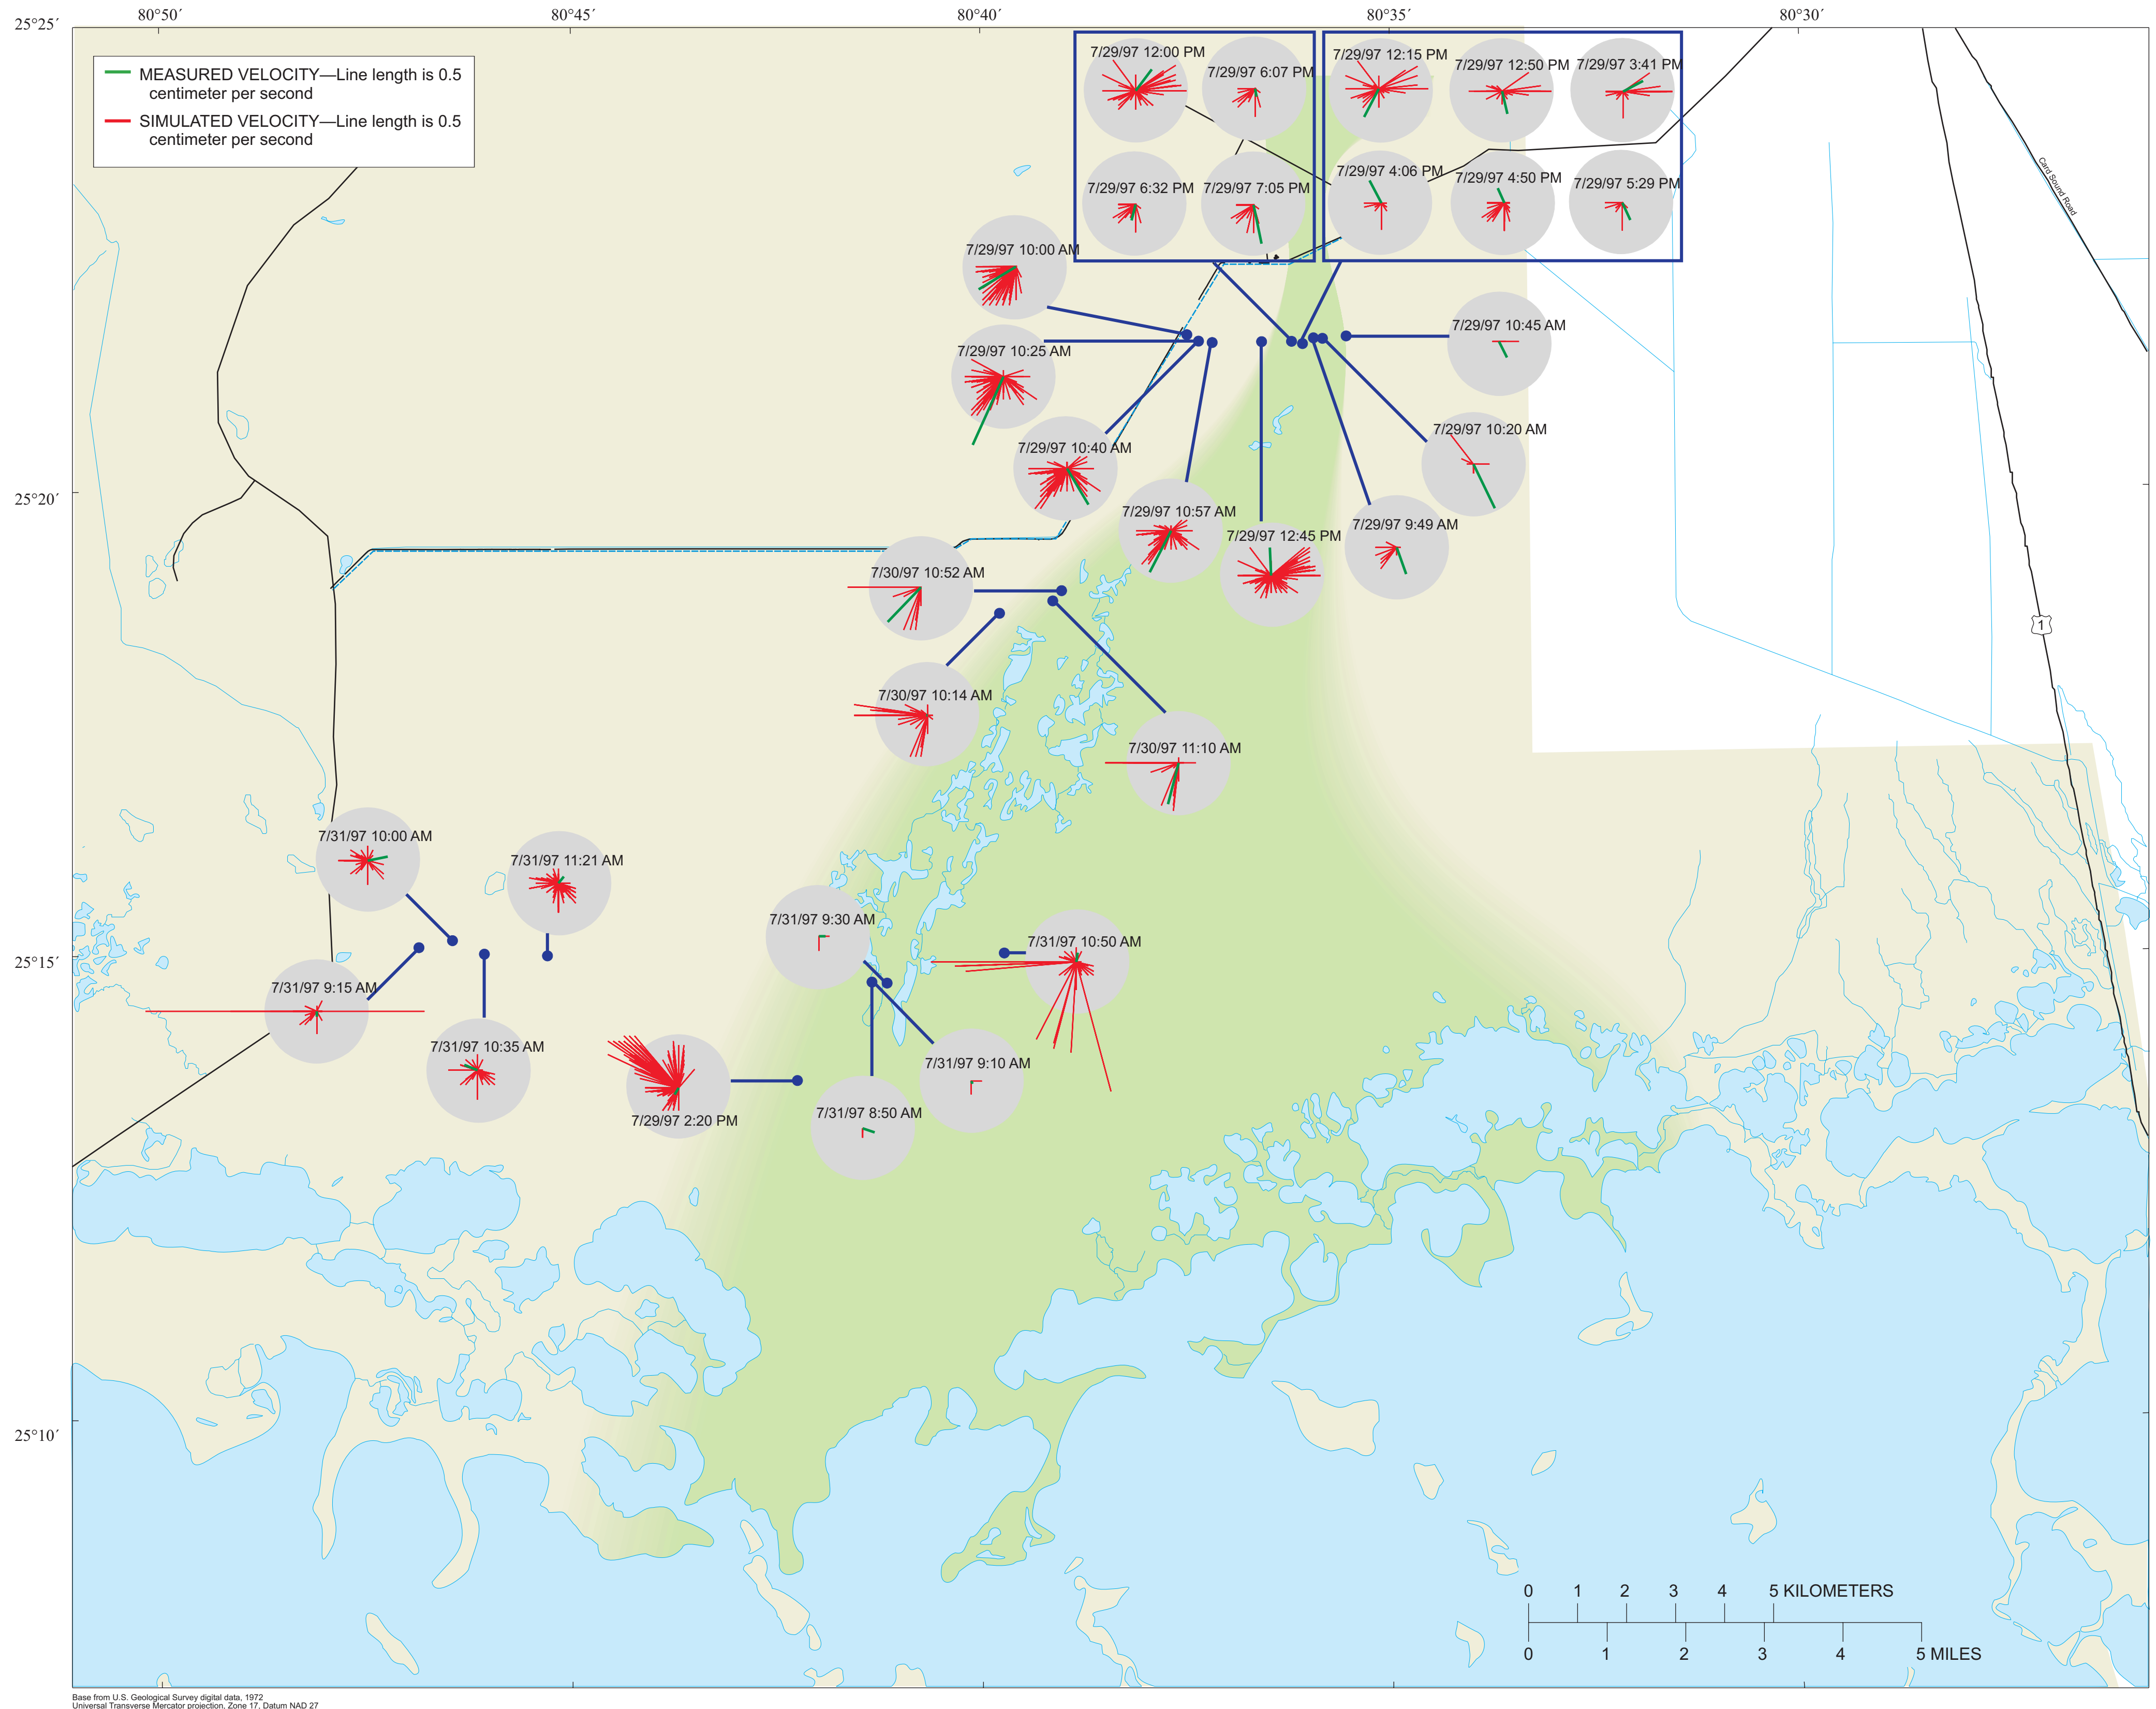 80°50´ 80°45´ 80°40´ 80°35´ 80°30´
25°25´
MEASURED VELOCITY—Line length is 0.5
centimeter per second
SIMULATED VELOCITY—Line length is 0.5
centimeter per second
7/29/97 12:00 PM
7/29/97 6:07 PM
7/29/97 12:15 PM
7/29/97 12:50 PM
7/29/97 3:41 PM
7/29/97 6:32 PM
7/29/97 7:05 PM
7/29/97 4:06 PM
7/29/97 4:50 PM
7/29/97 5:29 PM
Card Sound Road
7/29/97 10:00 AM
7/29/97 10:45 AM
7/29/97 10:25 AM
7/29/97 10:20 AM
7/29/97 10:40 AM
25°20´
7/29/97 10:57 AM
7/29/97 9:49 AM
7/29/97 12:45 PM
7/30/97 10:52 AM
1
7/30/97 10:14 AM
7/30/97 11:10 AM
7/31/97 10:00 AM
7/31/97 11:21 AM
7/31/97 9:30 AM
7/31/97 10:50 AM
25°15´
7/31/97 9:15 AM
7/31/97 10:35 AM
7/31/97 9:10 AM
7/31/97 8:50 AM
7/29/97 2:20 PM
25°10´
0 1 2 3 4 5 KILOMETERS
0 1 2 3 4 5 MILES
Base from U.S. Geological Survey digital data, 1972
Universal Transverse Mercator projection, Zone 17, Datum NAD 27